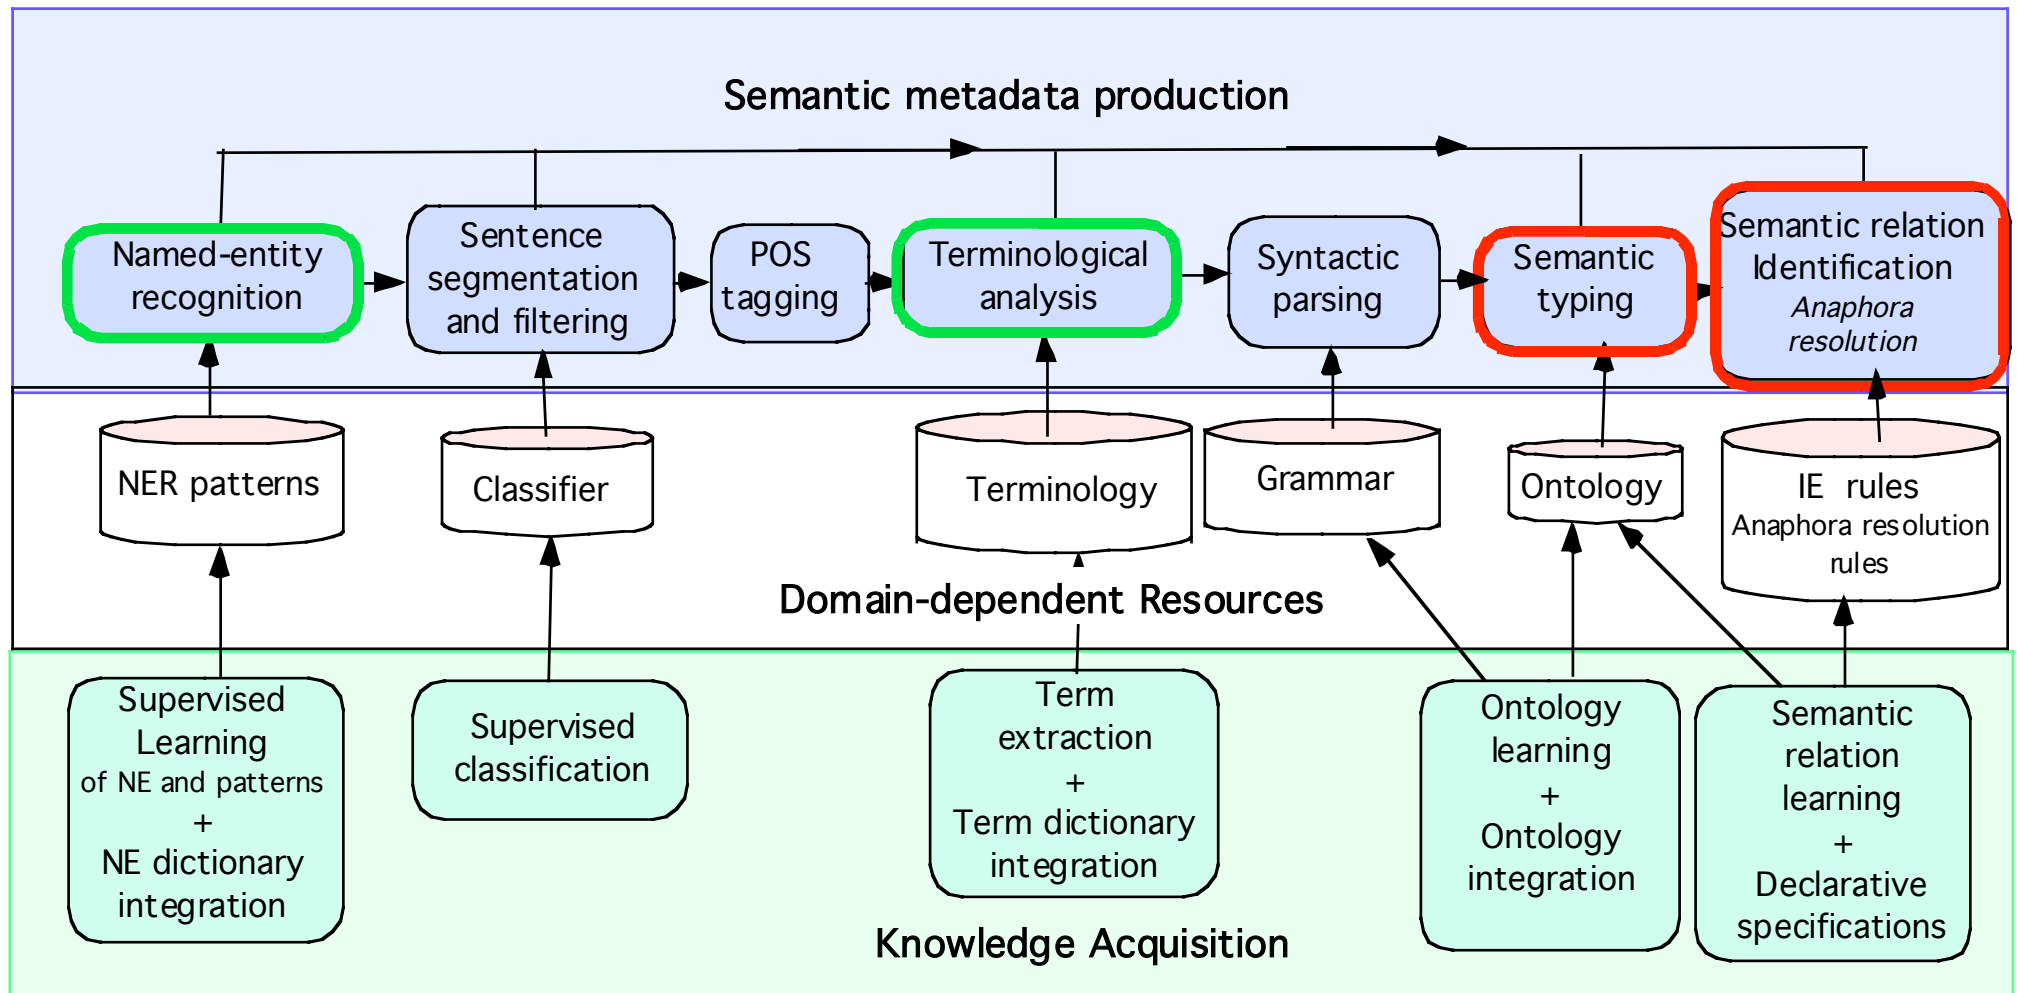 Semantic metadata production
Named-entity
recognition
Sentence
segmentation
and filtering
POS
tagging
Terminological
analysis
Syntactic
parsing
Semantic
typing
Semantic relation
Identification
Anaphora
resolution
NER patterns
Classifier
Terminology
Grammar
Ontology
IE rules
Anaphora resolution
rules
Domain-dependent Resources
Supervised
Learning
of NE and patterns
+
NE dictionary
integration
Supervised
classification
Term
extraction
+
Term dictionary
integration
Ontology
learning
+
Ontology
integration
Semantic
relation
learning
+
Declarative
specifications
Knowledge Acquisition